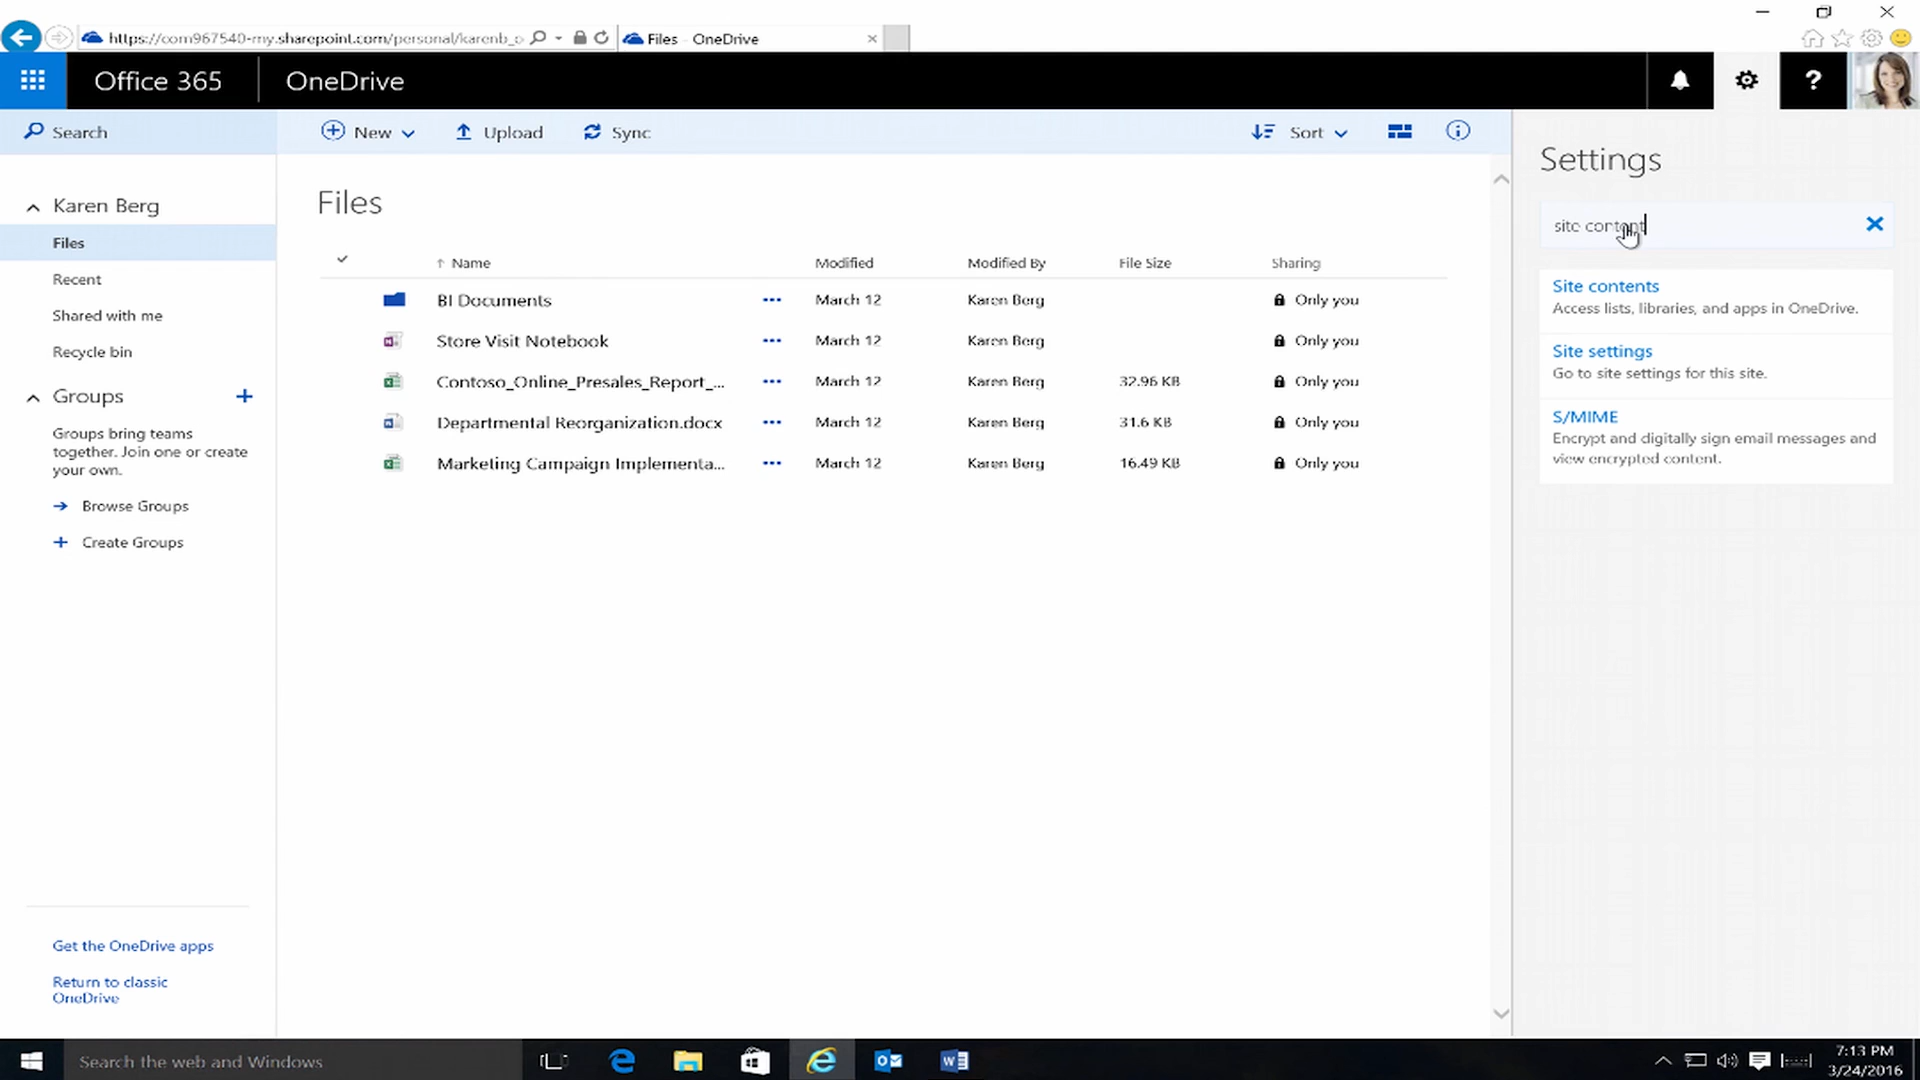 https://com967540-my.sharepoint.com/personal/karenb_o
Files - OneDrive
Office 365
OneDrive
?
Search
New
Upload
Sync
Sort
Settings
Karen Berg
Files
Recent
Shared with me
Recycle bin
Groups
Groups bring teams
together. Join one or create
your own.
Browse Groups
Create Groups
Get the OneDrive apps
Return to classic
OneDrive
Files
Name Modified Modified By File Size Sharing
BI Documents ••• March 12 Karen Berg Only you
Store Visit Notebook ••• March 12 Karen Berg Only you
Contoso_Online_Presales_Report_... ••• March 12 Karen Berg 32.96 KB Only you
Departmental Reorganization.docx ••• March 12 Karen Berg 31.6 KB Only you
Marketing Campaign Implementa... ••• March 12 Karen Berg 16.49 KB Only you
site content
Site contents
Access lists, libraries, and apps in OneDrive.
Site settings
Go to site settings for this site.
S/MIME
Encrypt and digitally sign email messages and
view encrypted content.
Search the web and Windows
7:13 PM
3/24/2016